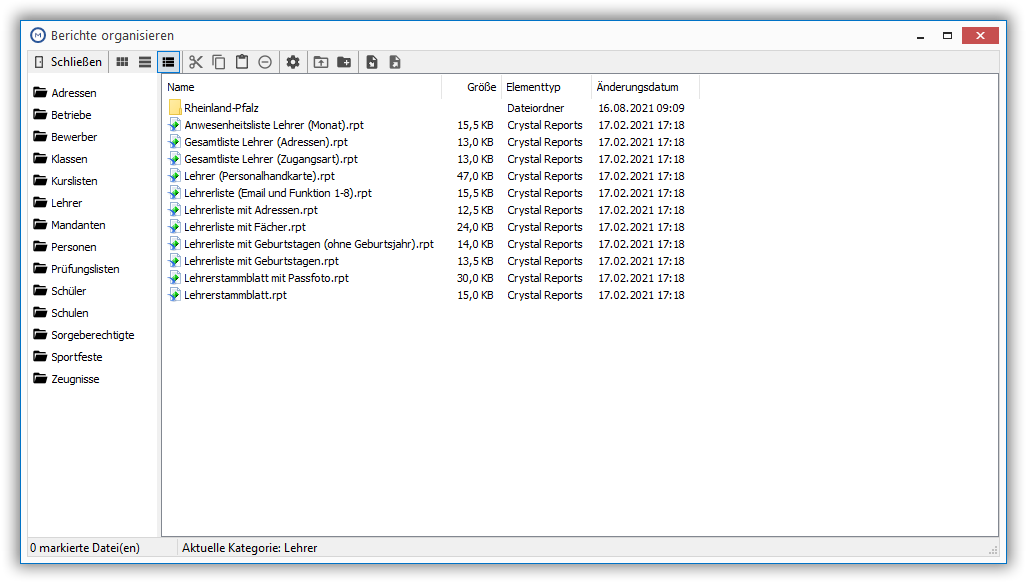 Berichte organisieren
Schließen
Adressen
Betriebe
Bewerber
Klassen
Kurslisten
Lehrer
Mandanten
Personen
Prüfungslisten
Schüler
Schulen
Sorgeberechtigte
Sportfeste
Zeugnisse
Name Größe Elementtyp Änderungsdatum
Rheinland-Pfalz Dateiordner 16.08.2021 09:09
Anwesenheitsliste Lehrer (Monat).rpt 15,5 KB Crystal Reports 17.02.2021 17:18
Gesamtliste Lehrer (Adressen).rpt 13,0 KB Crystal Reports 17.02.2021 17:18
Gesamtliste Lehrer (Zugangsart).rpt 13,0 KB Crystal Reports 17.02.2021 17:18
Lehrer (Personalhandkarte).rpt 47,0 KB Crystal Reports 17.02.2021 17:18
Lehrerliste (Email und Funktion 1-8).rpt 15,5 KB Crystal Reports 17.02.2021 17:18
Lehrerliste mit Adressen.rpt 12,5 KB Crystal Reports 17.02.2021 17:18
Lehrerliste mit Fächer.rpt 24,0 KB Crystal Reports 17.02.2021 17:18
Lehrerliste mit Geburtstagen (ohne Geburtsjahr).rpt 14,0 KB Crystal Reports 17.02.2021 17:18
Lehrerliste mit Geburtstagen.rpt 13,5 KB Crystal Reports 17.02.2021 17:18
Lehrerstammblatt mit Passfoto.rpt 30,0 KB Crystal Reports 17.02.2021 17:18
Lehrerstammblatt.rpt 15,0 KB Crystal Reports 17.02.2021 17:18
0 markierte Datei(en) Aktuelle Kategorie: Lehrer